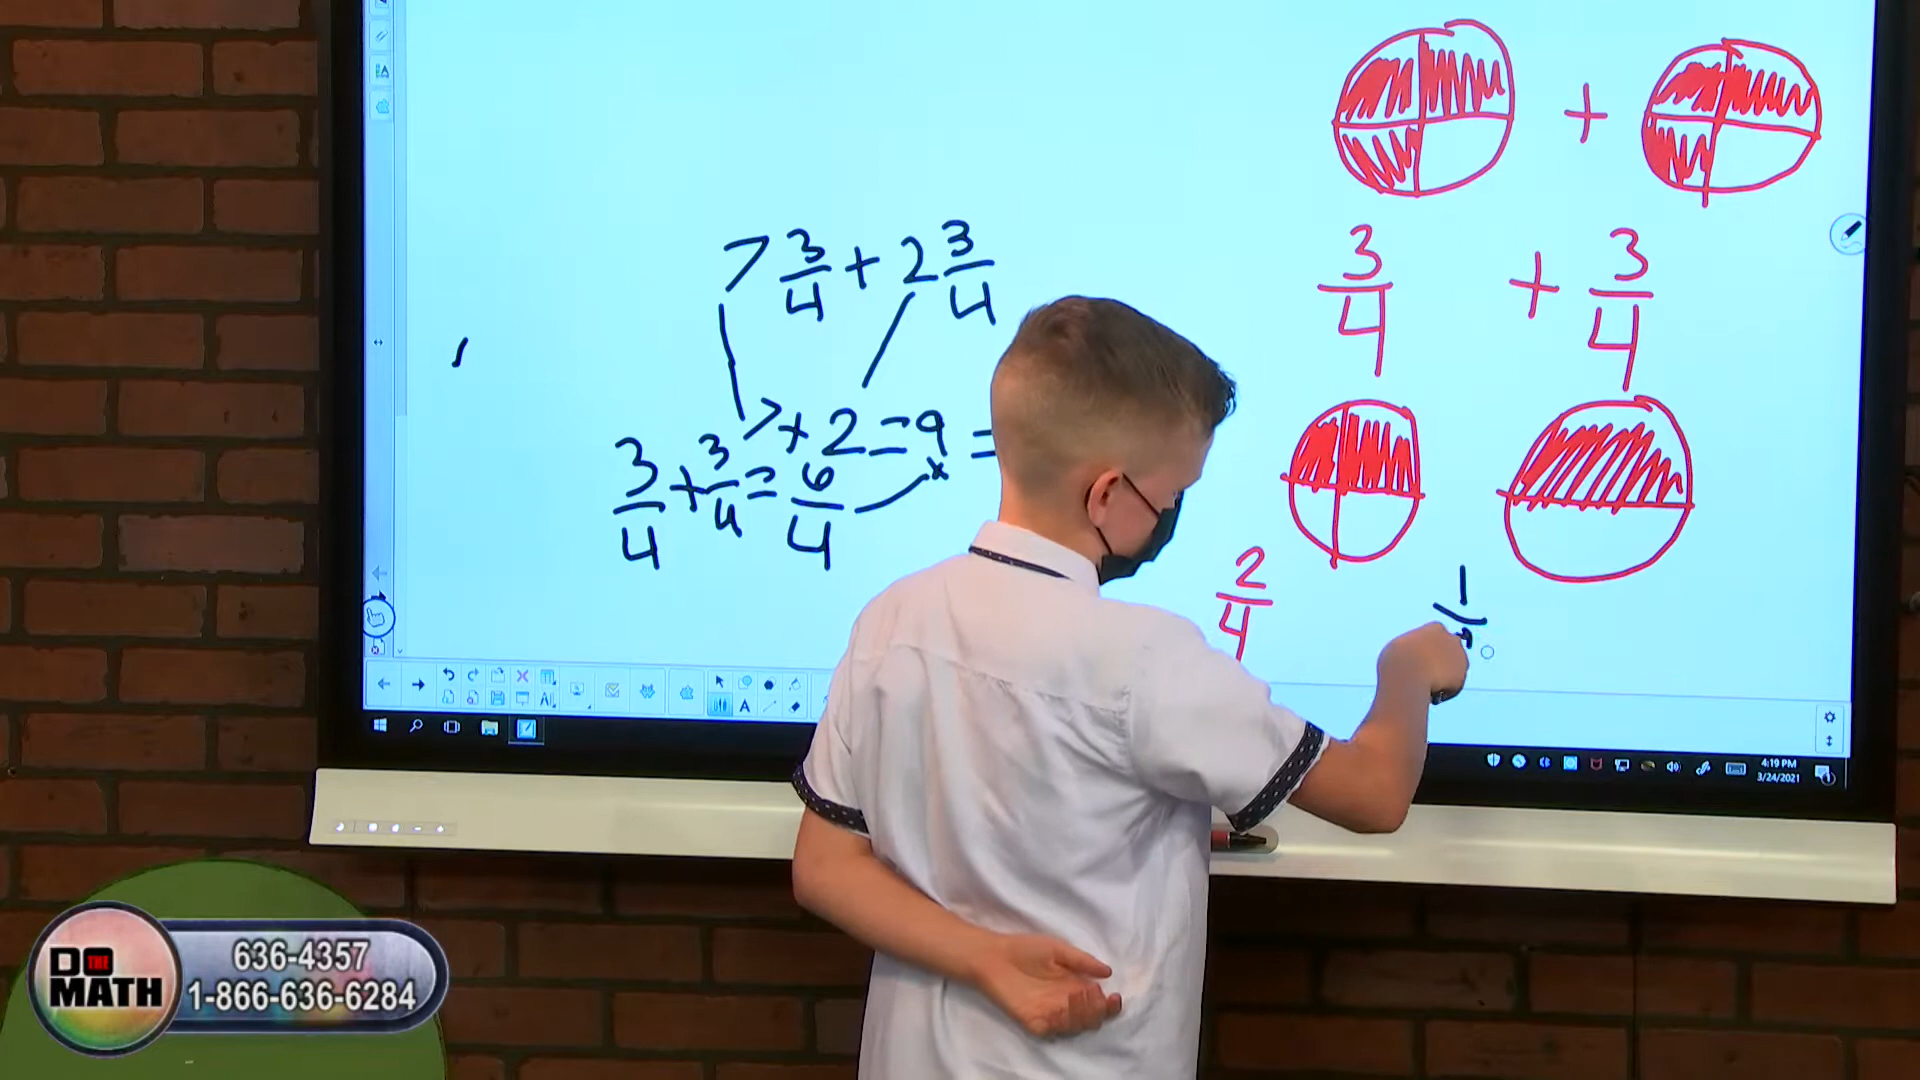 7 3/4 + 2 3/4
7 + 2 = 9 =
3/4 + 3/4 = 6/4
+
3/4 + 3/4
2/4
1
4:19 PM
3/24/2021
DO THE MATH
636-4357
1-866-636-6284